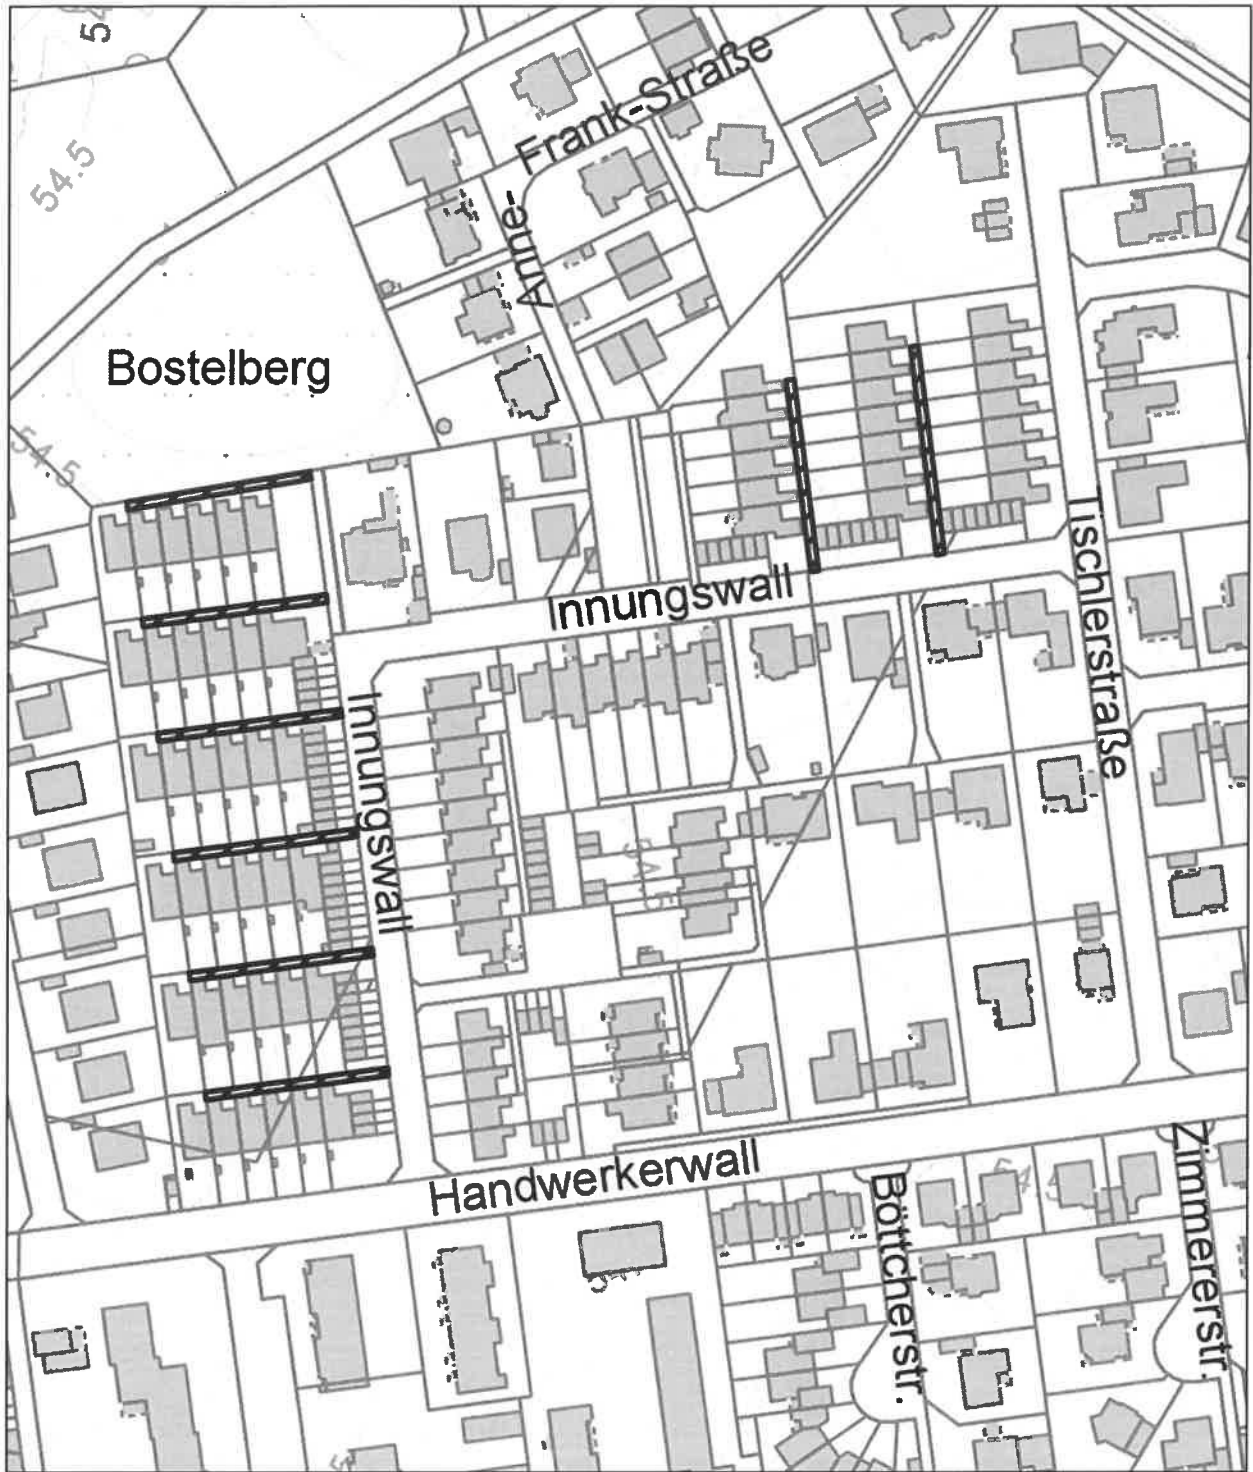 54.5
Anne-Frank-Straße
Bostelberg
54.5
Innungswall
Tischlerstraße
Innungswall
Handwerkerwall
Böttcherstr.
Zimmererstr.